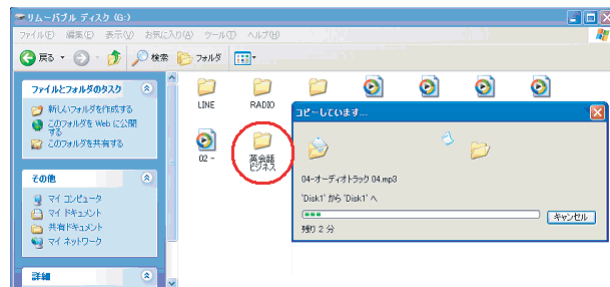 リムーバブル ディスク (G:)
ファイル(F) 編集(E) 表示(V) お気に入り(A) ツール(T) ヘルプ(H)
戻る 検索 フォルダ
ファイルとフォルダのタスク
新しいフォルダを作成する
このフォルダを Web に公開
する
このフォルダを共有する
その他
マイ コンピュータ
マイ ドキュメント
共有ドキュメント
マイ ネットワーク
詳細
LINE RADIO
02 -
英会話
ビジネス
コピーしています...
04-オーディオトラック 04.mp3
'Disk1' から 'Disk1' へ
残り 2 分
キャンセル